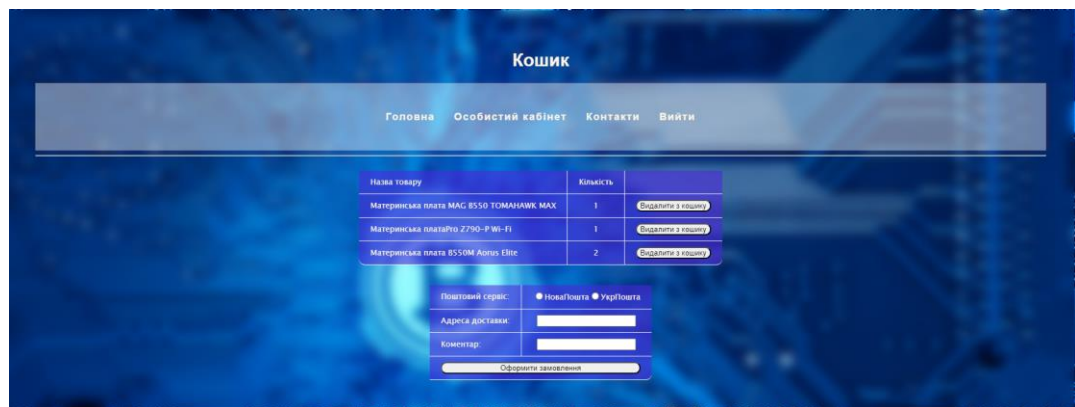 Кошик
Головна Особистий кабінет Контакти Вийти
Назва товару Кількість
Материнська плата MAG B550 TOMAHAWK MAX 1 Видалити з кошику
Материнська платаPro Z790-P Wi-Fi 1 Видалити з кошику
Материнська плата B550M Aorus Elite 2 Видалити з кошику
Поштовий сервіс: НоваПошта УкрПошта
Адреса доставки:
Коментар:
Оформити замовлення